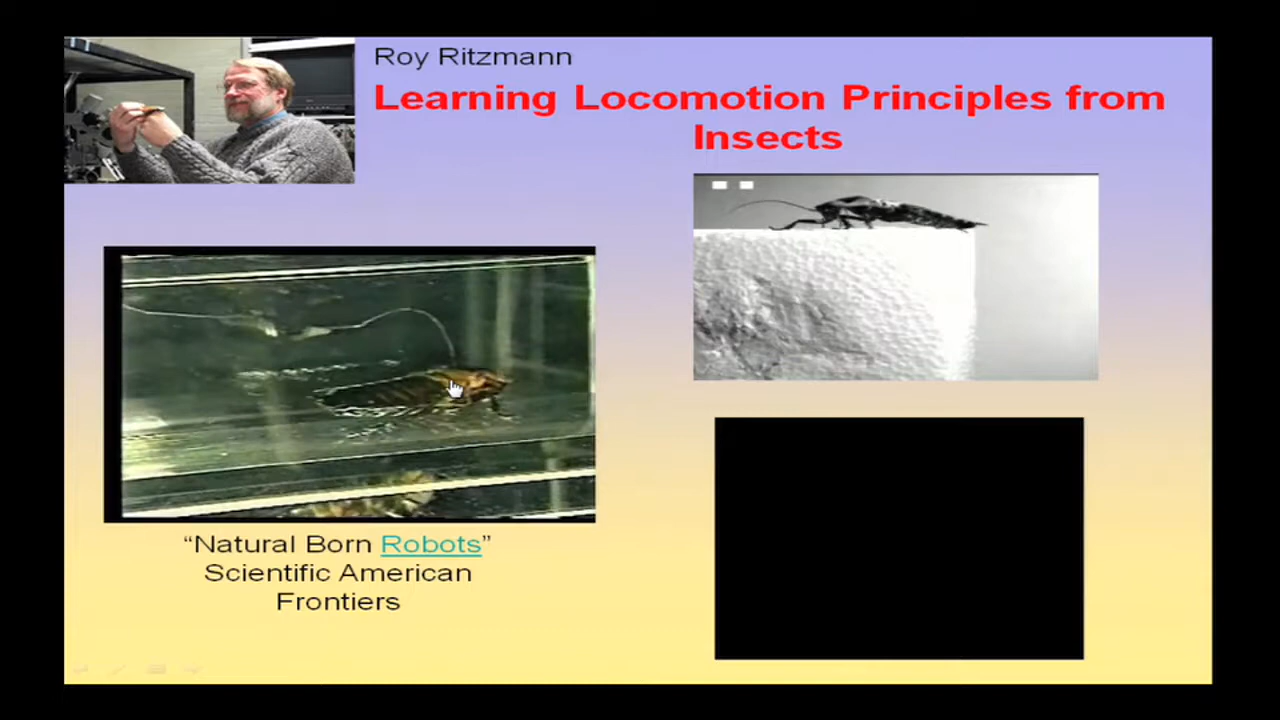 Roy Ritzmann
Learning Locomotion Principles from
Insects
“Natural Born Robots”
Scientific American
Frontiers